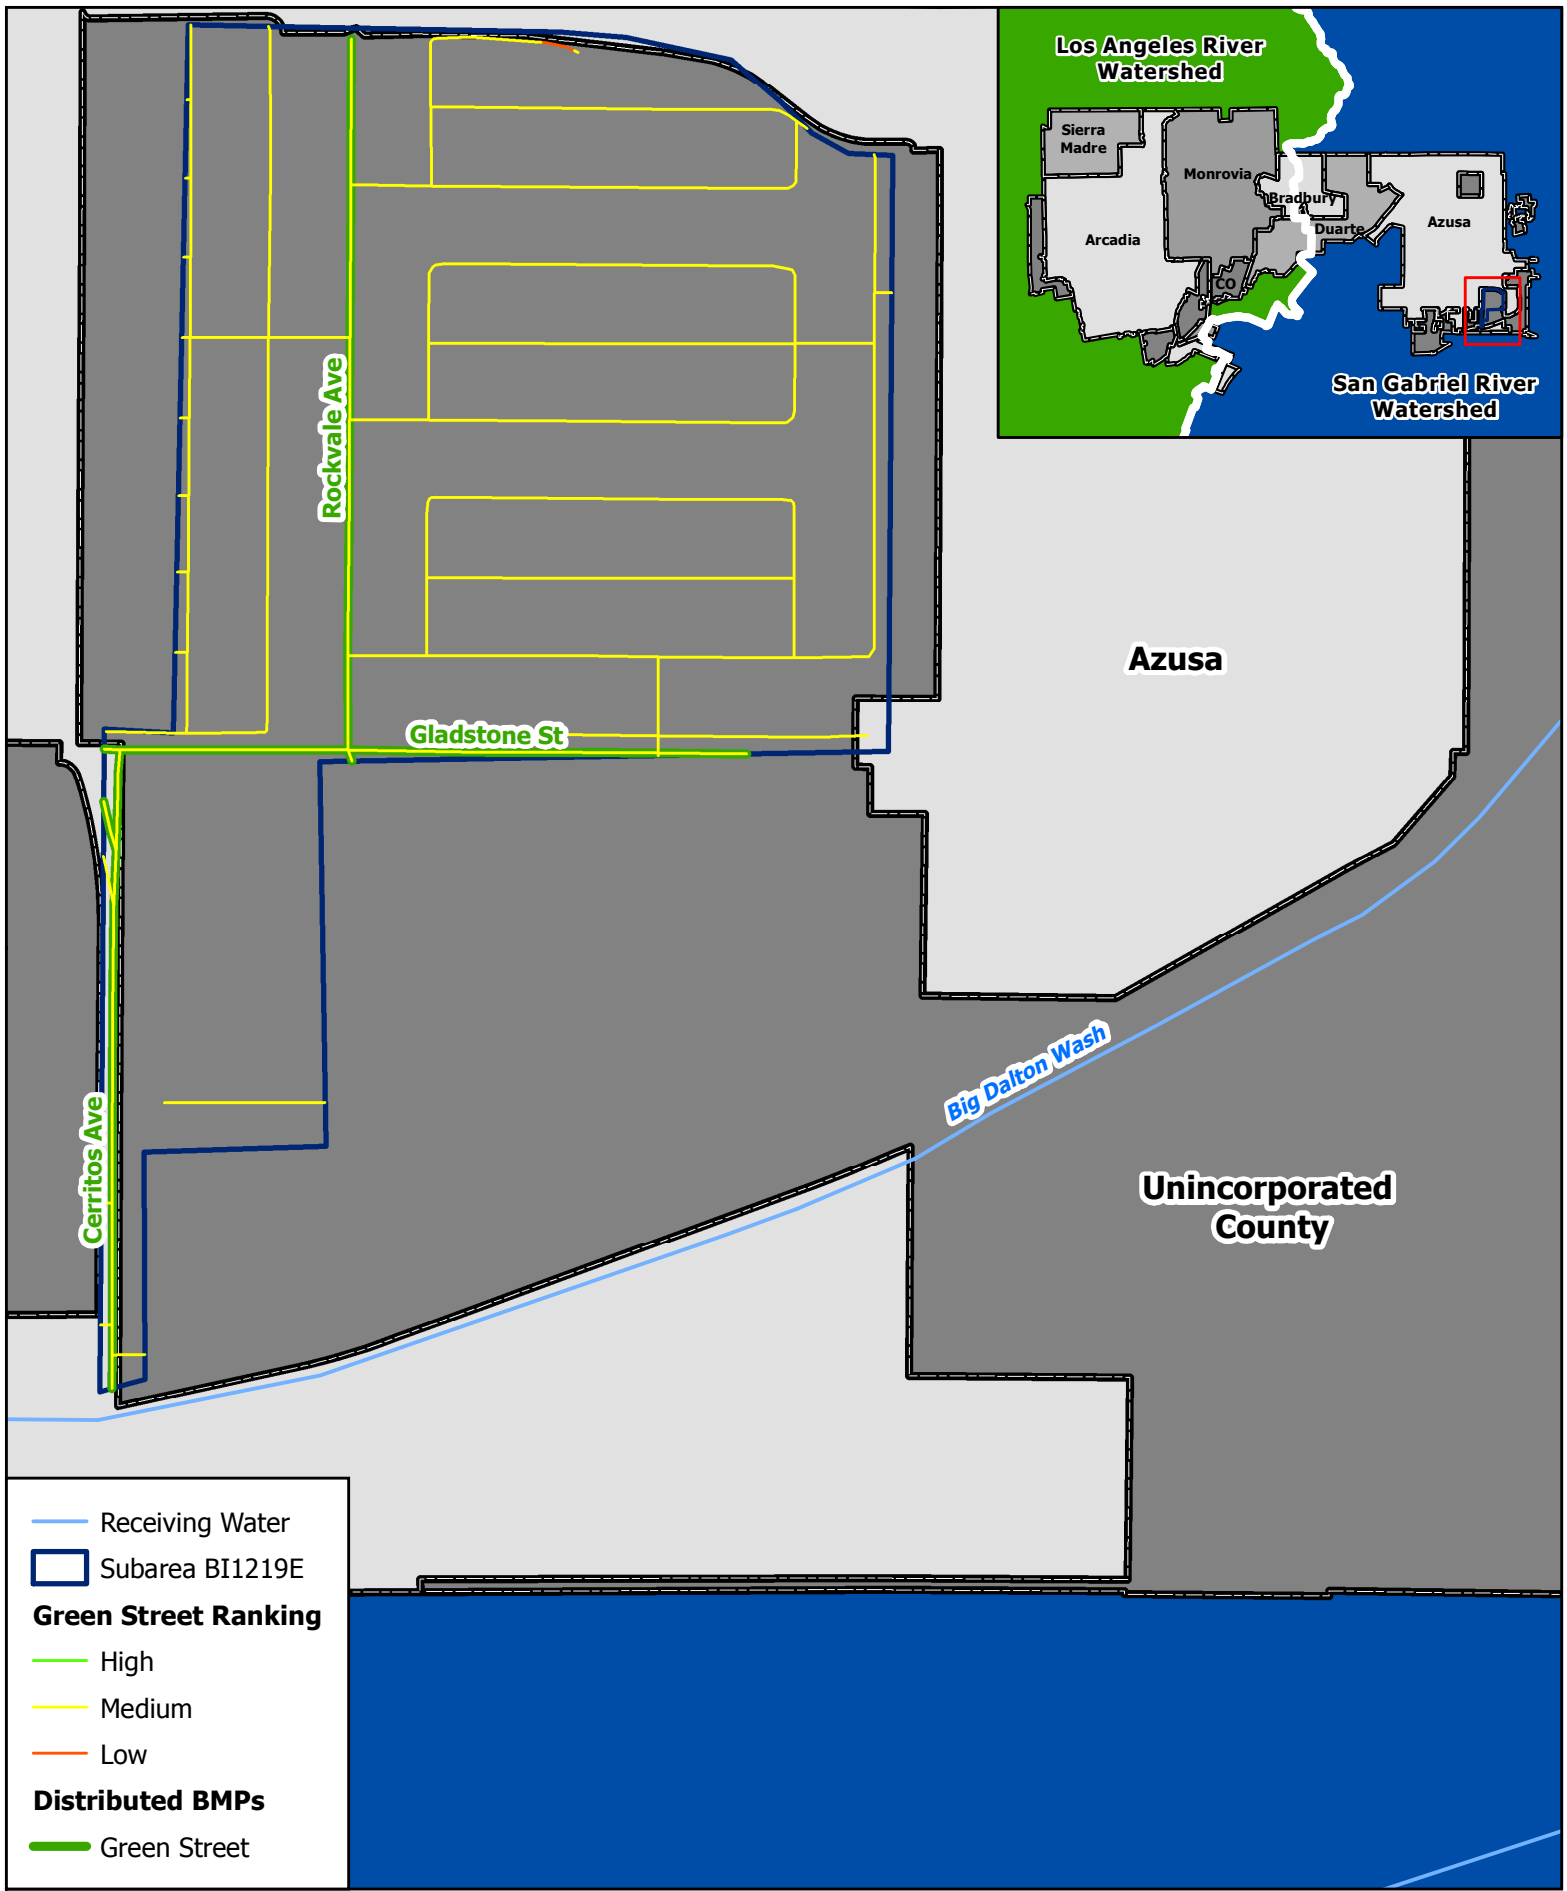 Los Angeles River
Watershed
Sierra
Madre
Monrovia
Bradbury
Duarte
Azusa
Arcadia
CO
San Gabriel River
Watershed
Rockvale Ave
Azusa
Gladstone St
Big Dalton Wash
Cerritos Ave
Unincorporated
County
Receiving Water
Subarea BI1219E
Green Street Ranking
High
Medium
Low
Distributed BMPs
Green Street